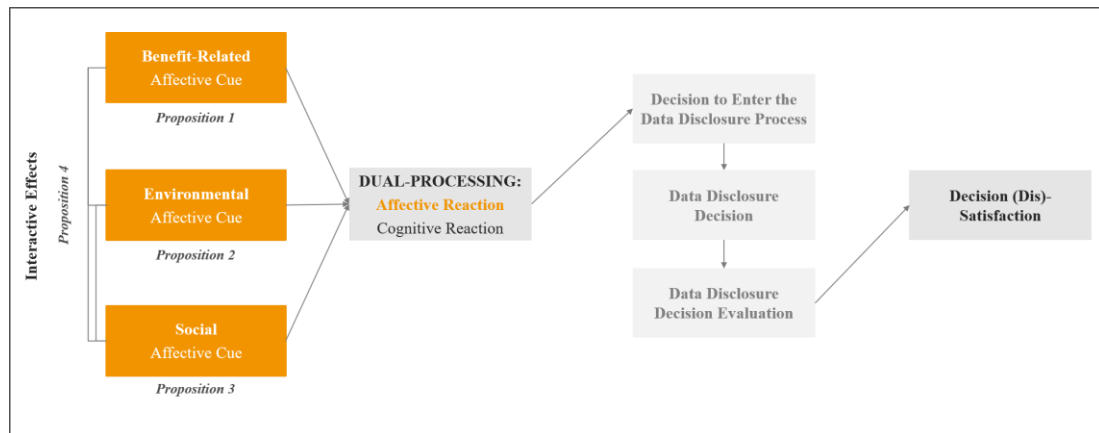 Interactive Effects
Proposition 4
Benefit-Related
Affective Cue
Proposition 1
Environmental
Affective Cue
Proposition 2
Social
Affective Cue
Proposition 3
DUAL-PROCESSING:
Affective Reaction
Cognitive Reaction
Decision to Enter the
Data Disclosure Process
Data Disclosure
Decision
Data Disclosure
Decision Evaluation
Decision (Dis)-
Satisfaction